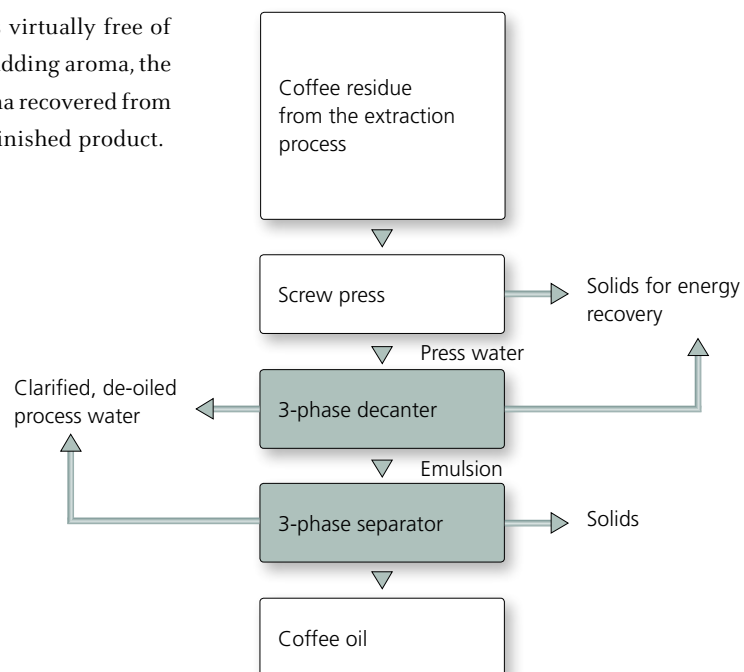 virtually free of
adding aroma, the
recovered from
finished product.
Coffee residue
from the extraction
process
Screw press
Solids for energy
recovery
Press water
Clarified, de-oiled
process water
3-phase decanter
Emulsion
3-phase separator
Solids
Coffee oil